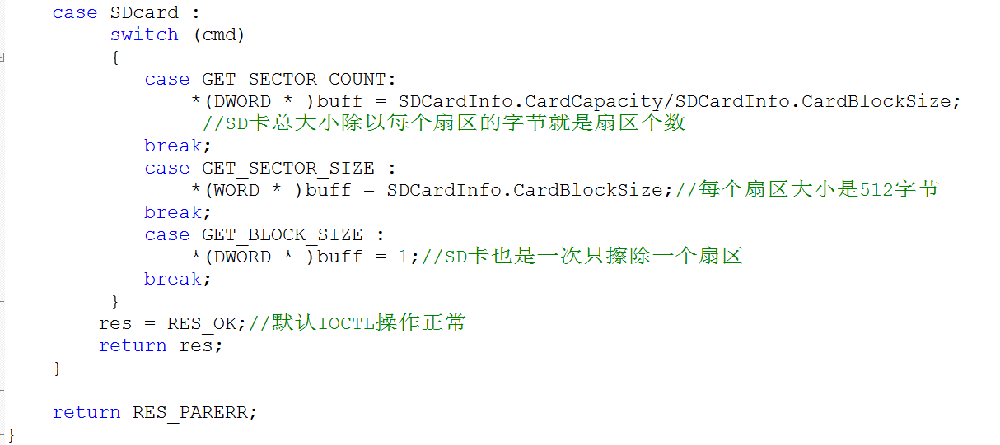 case SDcard :
switch (cmd)
{
case GET_SECTOR_COUNT:
*(DWORD * )buff = SDCardInfo.CardCapacity/SDCardInfo.CardBlockSize;
//SD卡总大小除以每个扇区的字节就是扇区个数
break;
case GET_SECTOR_SIZE :
*(WORD * )buff = SDCardInfo.CardBlockSize;//每个扇区大小是512字节
break;
case GET_BLOCK_SIZE :
*(DWORD * )buff = 1;//SD卡也是一次只擦除一个扇区
break;
}
res = RES_OK;//默认IOCTL操作正常
return res;
}
return RES_PARERR;
}